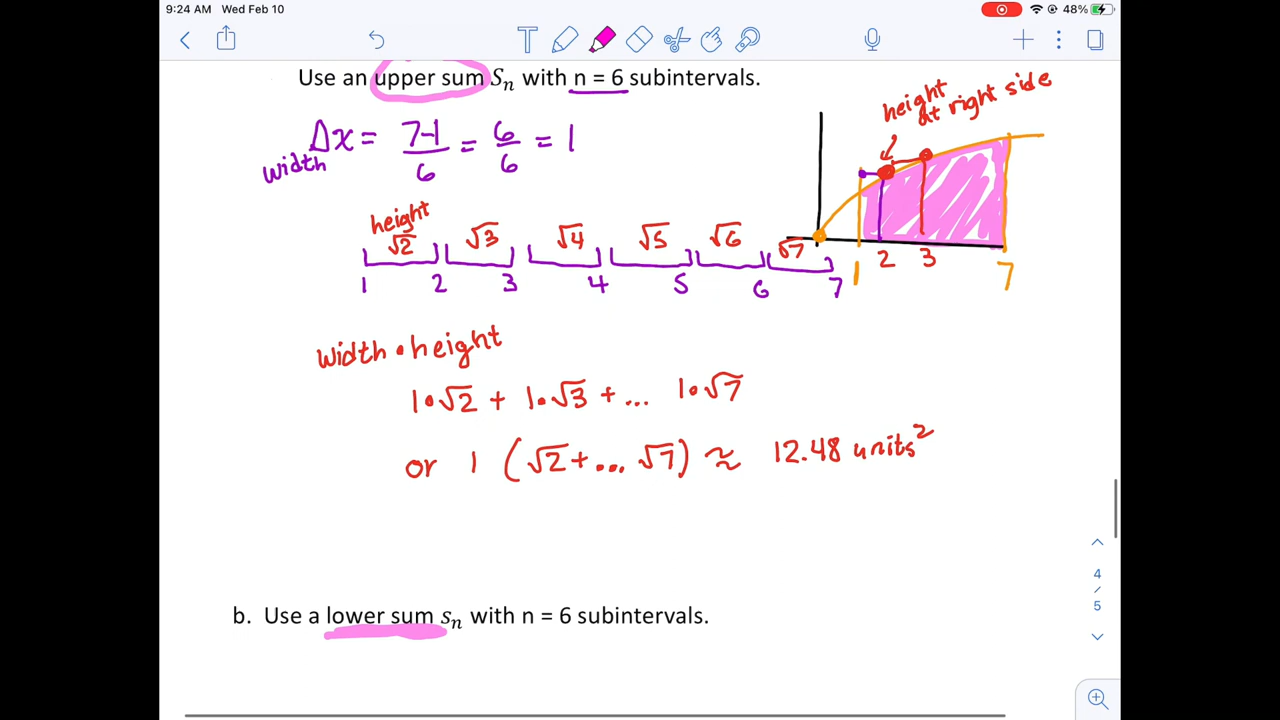 9:24 AM Wed Feb 10
48%
Use an upper sum Sₙ with n = 6 subintervals.
height at right side
Δx = 7-1/6 = 6/6 = 1
width
height
√2 √3 √4 √5 √6 √7
1 2 3 4 5 6 7
1 2 3 7
width • height
1•√2 + 1•√3 + ... 1•√7
or 1 (√2+... √7) ≈ 12.48 units²
b. Use a lower sum sₙ with n = 6 subintervals.
4
/
5